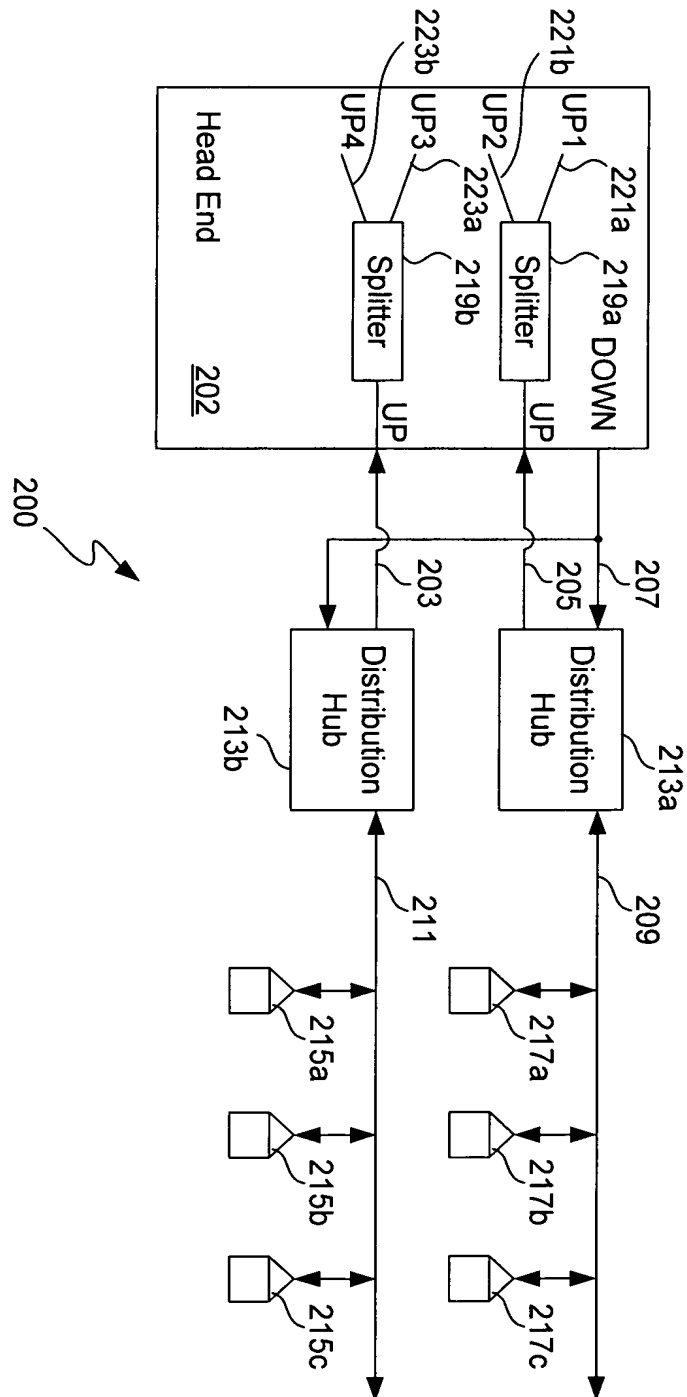 Head End
202
UP1
221a
UP2
221b
Splitter
219a
DOWN
UP
UP3
223a
UP4
223b
Splitter
219b
UP
200
207
205
203
Distribution
Hub
213a
Distribution
Hub
213b
209
211
217a
217b
217c
215a
215b
215c